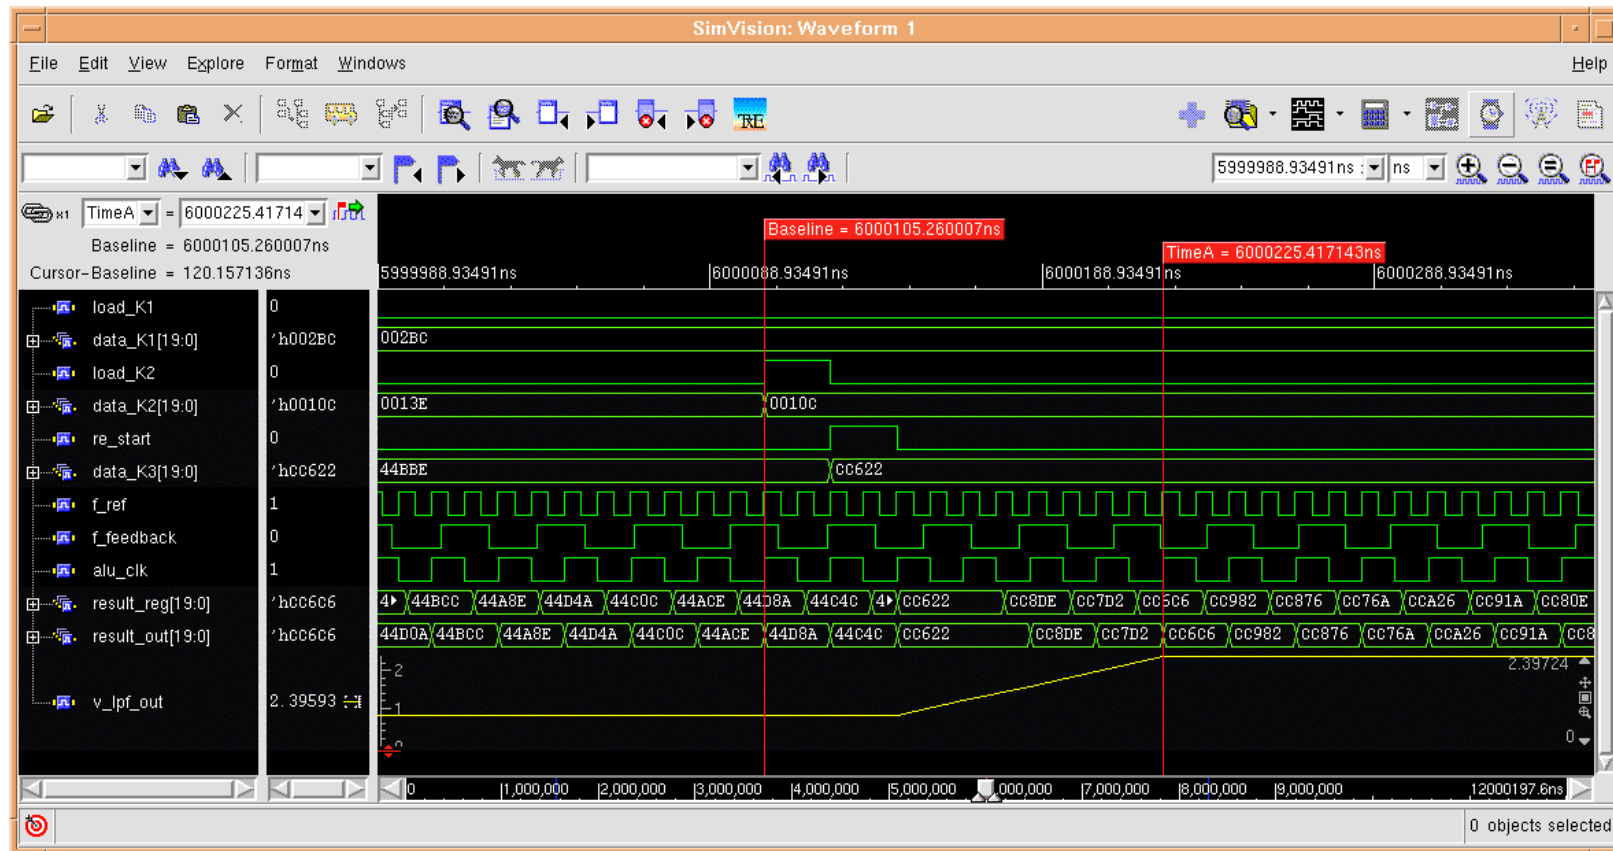 SimVision: Waveform 1
File Edit View Explore Format Windows Help
5999988.93491ns : ns
x1 TimeA = 6000225.41714
Baseline = 6000105.260007ns
Cursor-Baseline = 120.157136ns
Baseline = 6000105.260007ns
TimeA = 6000225.417143ns
5999988.93491ns 6000088.93491ns 6000188.93491ns 6000288.93491ns
load_K1 0
data_K1[19:0] 'h002BC 002BC
load_K2 0
data_K2[19:0] 'h0010C 0013E 0010C
re_start 0
data_K3[19:0] 'hCC622 44BBE CC622
f_ref 1
f_feedback 0
alu_clk 1
result_reg[19:0] 'hCC6C6 4 44BCC 44A8E 44D4A 44C0C 44ACE 44D8A 44C4C 4 CC622 CC8DE CC7D2 CC6C6 CC982 CC876 CC76A CCA26 CC91A CC80E
result_out[19:0] 'hCC6C6 44D0A 44BCC 44A8E 44D4A 44C0C 44ACE 44D8A 44C4C CC622 CC8DE CC7D2 CC6C6 CC982 CC876 CC76A CCA26 CC91A CC8
2 2.39724
v_lpf_out 2.39593 1
0 0
0 1,000,000 2,000,000 3,000,000 4,000,000 5,000,000 ,000,000 7,000,000 8,000,000 9,000,000 12000197.6ns
0 objects selected